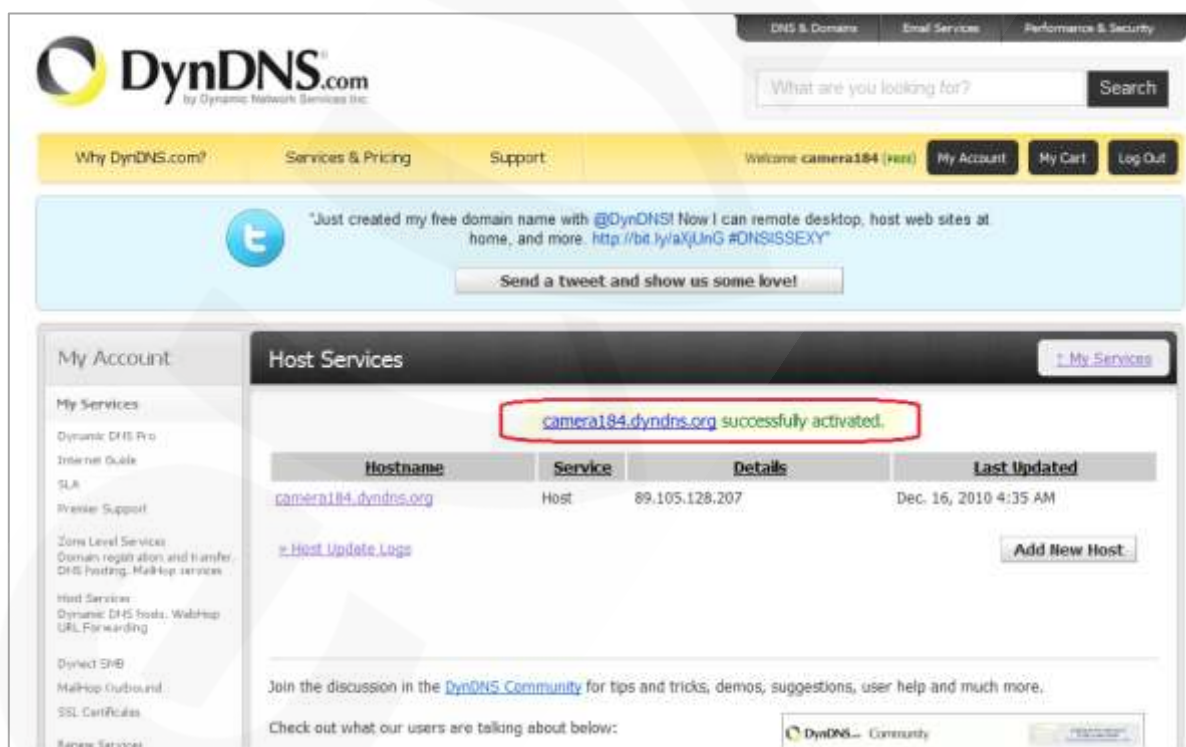 DNS & Domains
Email Services
Performance & Security
DynDNS.com
by Dynamic Network Services Inc.
What are you looking for?
Search
Why DynDNS.com?
Services & Pricing
Support
Welcome camera184 (FREE)
My Account
My Cart
Log Out
"Just created my free domain name with @DynDNS! Now I can remote desktop, host web sites at
home, and more. http://bit.ly/aXjUnG #DNSISSEXY"
Send a tweet and show us some love!
My Account
My Services
Dynamic DNS Pro
Internet Guide
SLA
Premier Support
Zone Level Services
Domain registration and transfer,
DNS hosting, MailHop services
Host Services
Dynamic DNS hosts, WebHop
URL Forwarding
Dynect SMB
MailHop Outbound
SSL Certificates
Renew Services
Host Services
↑ My Services
camera184.dyndns.org successfully activated.
Hostname Service Details Last Updated
camera184.dyndns.org Host 89.105.128.207 Dec. 16, 2010 4:35 AM
» Host Update Logs
Add New Host
Join the discussion in the DynDNS Community for tips and tricks, demos, suggestions, user help and much more.
Check out what our users are talking about below:
DynDNS Community